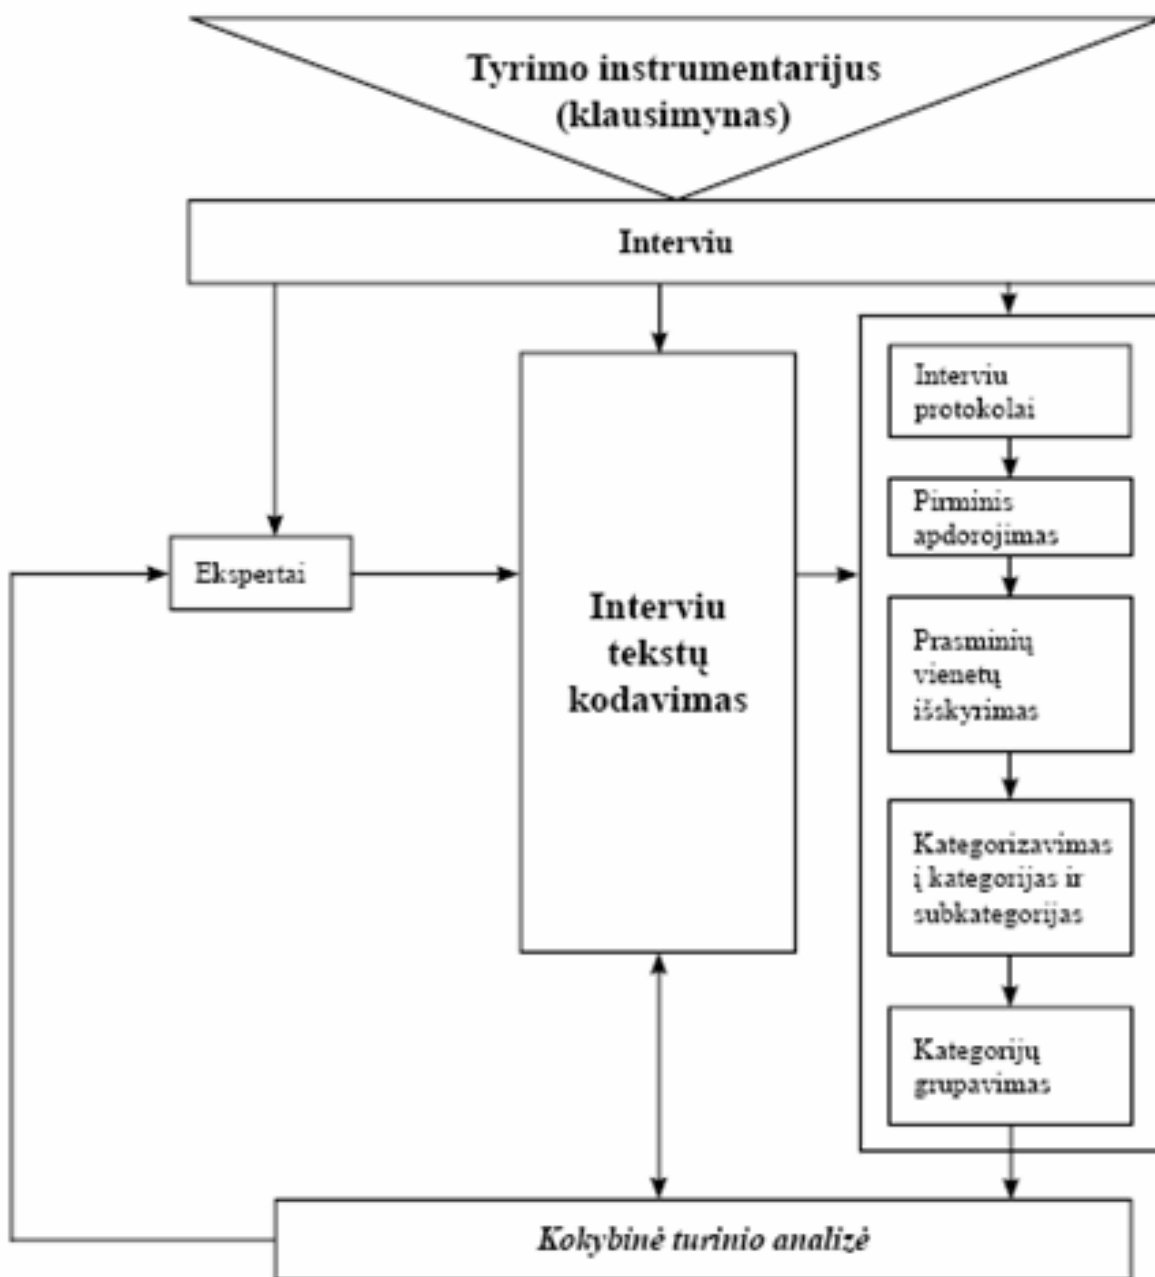 Tyrimo instrumentarijus
(klausimynas)
Interviu
Ekspertai
Interviu
tekstų
kodavimas
Interviu
protokolai
Pirminis
apdorojimas
Prasminių
vienetų
išskyrimas
Kategorizavimas
į kategorijas ir
subkategorijas
Kategorijų
grupavimas
Kokybinė turinio analizė